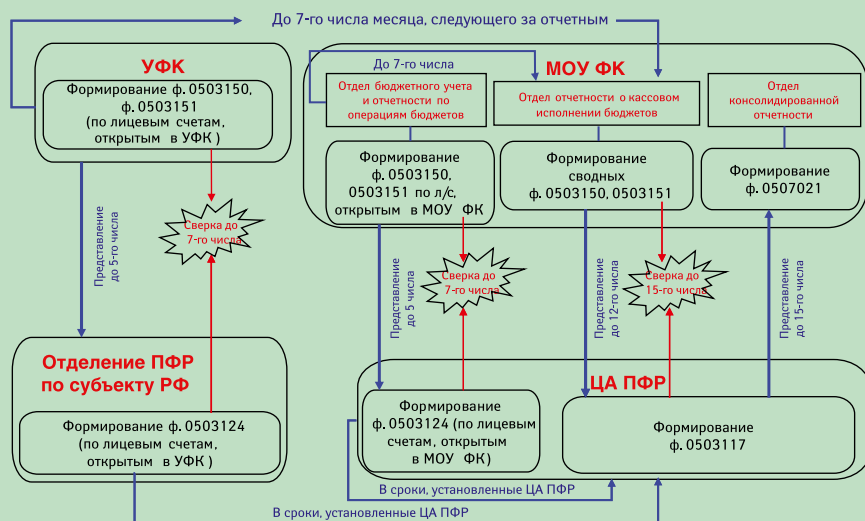 До 7-го числа месяца, следующего за отчетным
УФК
Формирование ф. 0503150,
ф. 0503151
(по лицевым счетам,
открытым в УФК)
Сверка до
7-го числа
Представление
до 5-го числа
Отделение ПФР
по субъекту РФ
Формирование ф. 0503124
(по лицевым счетам,
открытым в УФК)
МОУ ФК
До 7-го числа
Отдел бюджетного учета
и отчетности по
операциям бюджетов
Отдел отчетности о кассовом
исполнении бюджетов
Отдел
консолидированной
отчетности
Формирование
ф. 0503150,
0503151 по л/с,
открытым в МОУ ФК
Формирование
сводных
ф. 0503150, 0503151
Формирование
ф. 0507021
Представление
до 5 числа
Сверка до
7-го числа
Представление
до 12-го числа
Сверка до
15-го числа
Представление
до 15-го числа
ЦА ПФР
Формирование
ф. 0503124 (по лицевым
счетам, открытым
в МОУ ФК)
Формирование
ф. 0503117
В сроки, установленные ЦА ПФР
В сроки, установленные ЦА ПФР